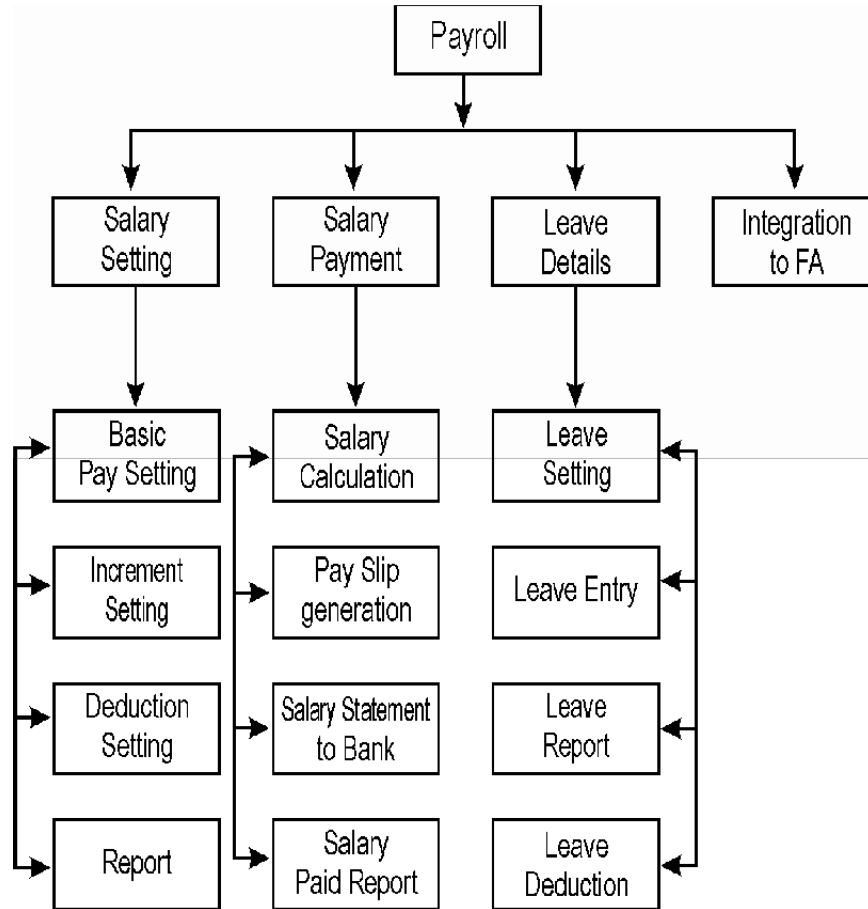 Payroll
Salary
Setting
Salary
Payment
Leave
Details
Integration
to FA
Basic
Pay Setting
Salary
Calculation
Leave
Setting
Increment
Setting
Pay Slip
generation
Leave Entry
Deduction
Setting
Salary Statement
to Bank
Leave
Report
Report
Salary
Paid Report
Leave
Deduction